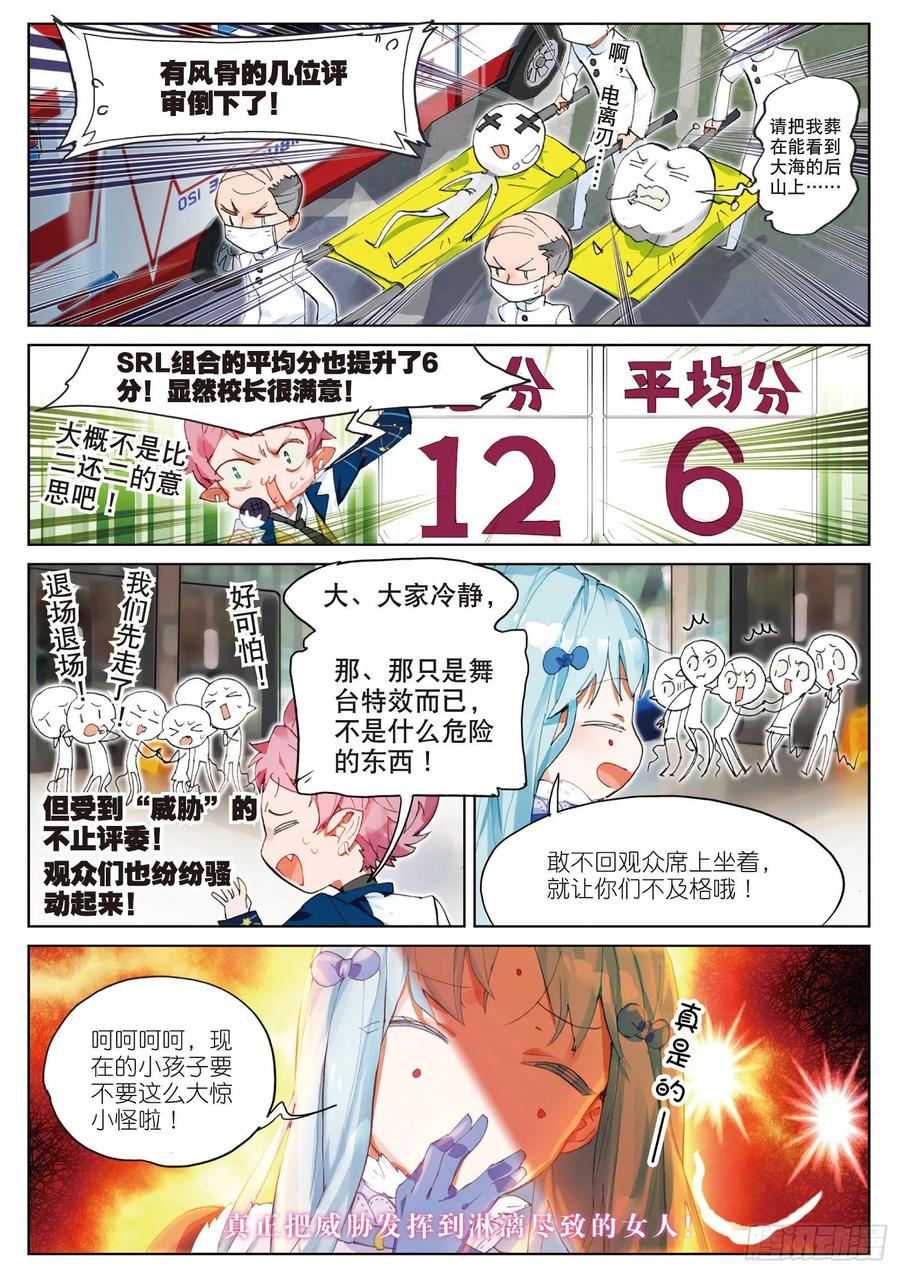 有风骨的几位评
审倒下了！
啊，电离刃……
请把我葬
在能看到
大海的后
山上……
ISO
SRL组合的平均分也提升了6
分！显然校长很满意！
大概不是比
二还二的意
思吧！
总分
12
平均分
6
退场退场！
我们先走了！
好可怕！
大、大家冷静，
那、那只是舞
台特效而已，
不是什么危险
的东西！
但受到“威胁”的
不止评委！
观众们也纷纷骚
动起来！
敢不回观众席上坐着，
就让你们不及格哦！
呵呵呵呵，现
在的小孩子要
不要这么大惊
小怪啦！
真是的——
真正把威胁发挥到淋漓尽致的女人！
腾讯动漫